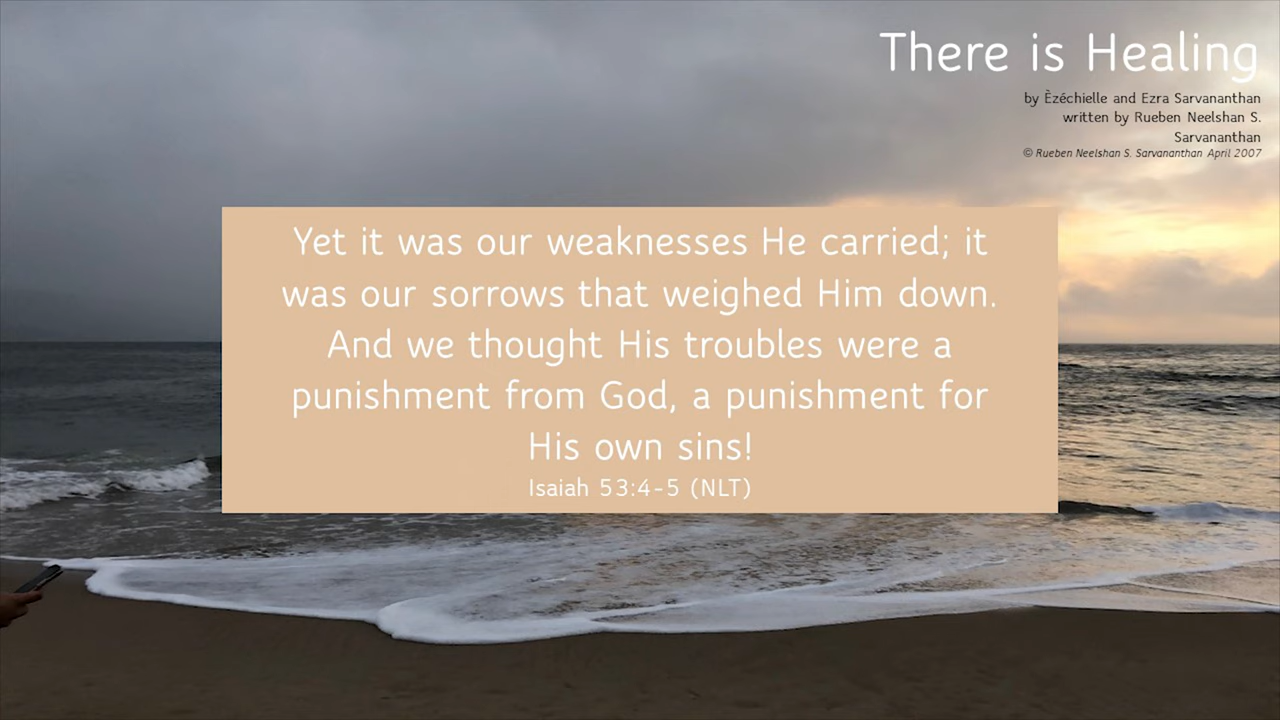 There is Healing
by Èzéchielle and Ezra Sarvananthan
written by Rueben Neelshan S.
Sarvananthan
© Rueben Neelshan S. Sarvananthan April 2007
Yet it was our weaknesses He carried; it
was our sorrows that weighed Him down.
And we thought His troubles were a
punishment from God, a punishment for
His own sins!
Isaiah 53:4-5 (NLT)